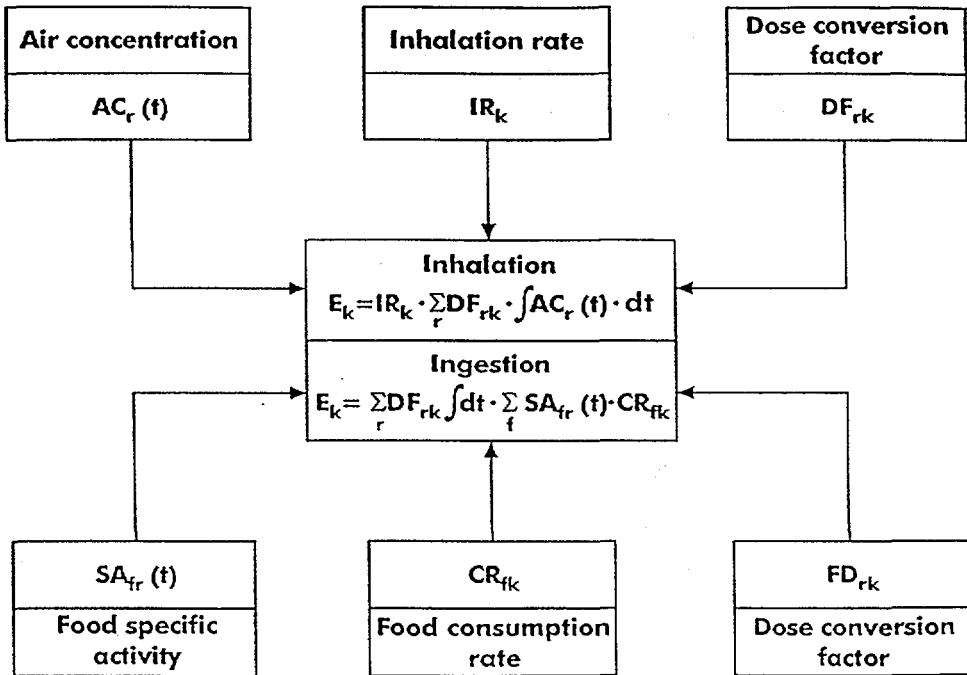 Air concentration
AC_r (t)
Inhalation rate
IR_k
Dose conversion
factor
DF_rk
Inhalation
E_k=IR_k · Σ_r DF_rk · ∫AC_r (t) · dt
Ingestion
E_k= Σ_r DF_rk ∫dt · Σ_f SA_fr (t) · CR_fk
SA_fr (t)
Food specific
activity
CR_fk
Food consumption
rate
FD_rk
Dose conversion
factor